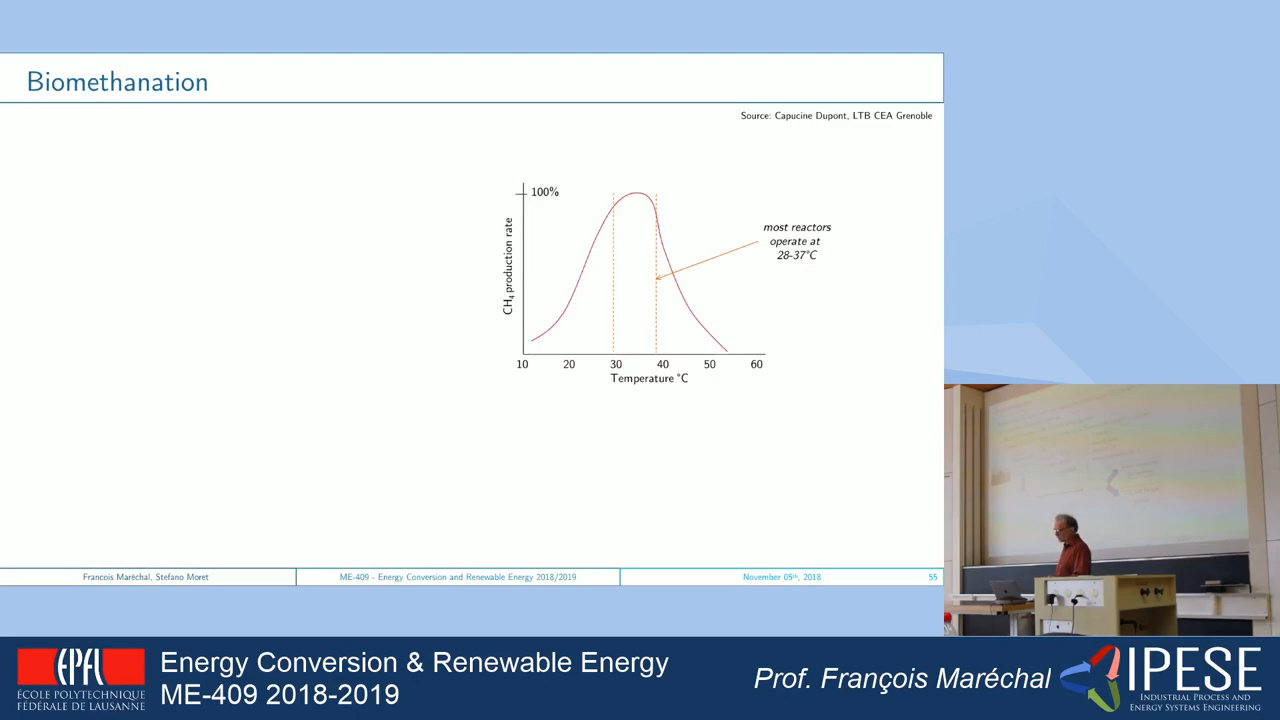 Biomethanation
Source: Capucine Dupont, LTB CEA Grenoble
100%
CH4 production rate
most reactors
operate at
28-37°C
10 20 30 40 50 60
Temperature °C
Francois Maréchal, Stefano Moret
ME-409 - Energy Conversion and Renewable Energy 2018/2019
November 05th, 2018
55
EPFL
ÉCOLE POLYTECHNIQUE
FÉDÉRALE DE LAUSANNE
Energy Conversion & Renewable Energy
ME-409 2018-2019
Prof. François Maréchal
IPESE
INDUSTRIAL PROCESS AND
ENERGY SYSTEMS ENGINEERING